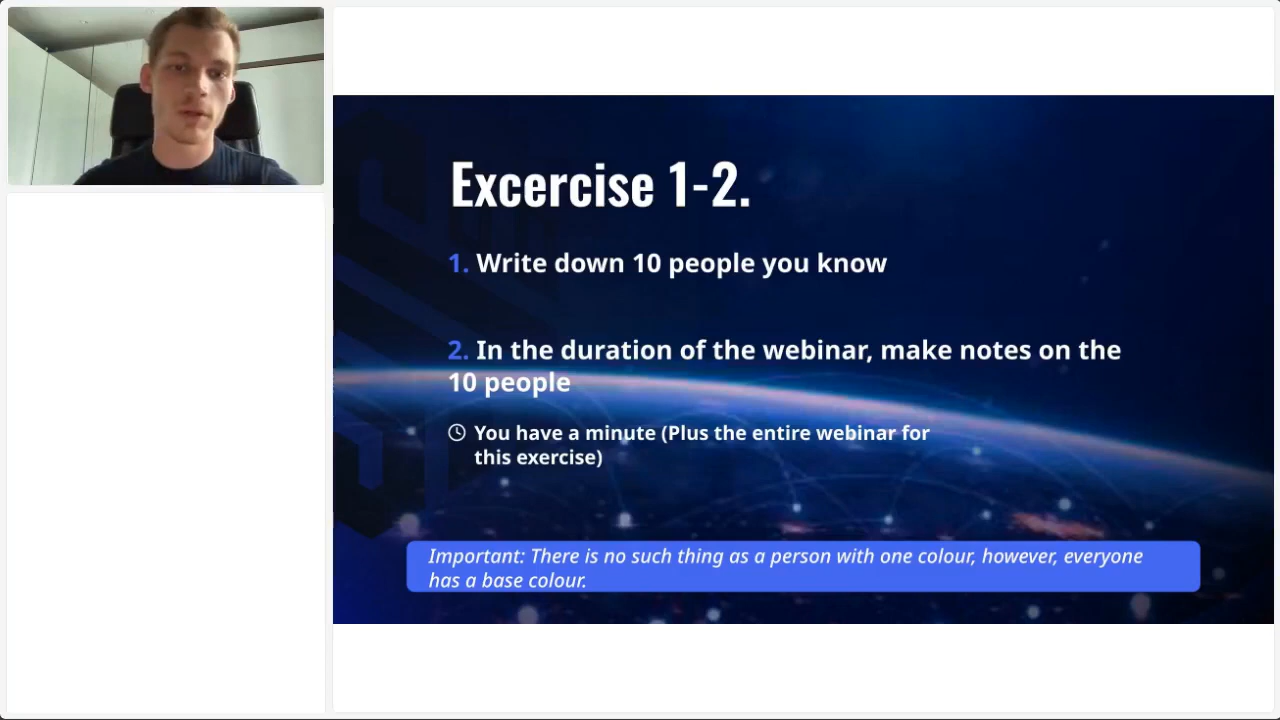 Excercise 1-2.
1. Write down 10 people you know
2. In the duration of the webinar, make notes on the
10 people
You have a minute (Plus the entire webinar for
this exercise)
Important: There is no such thing as a person with one colour, however, everyone
has a base colour.